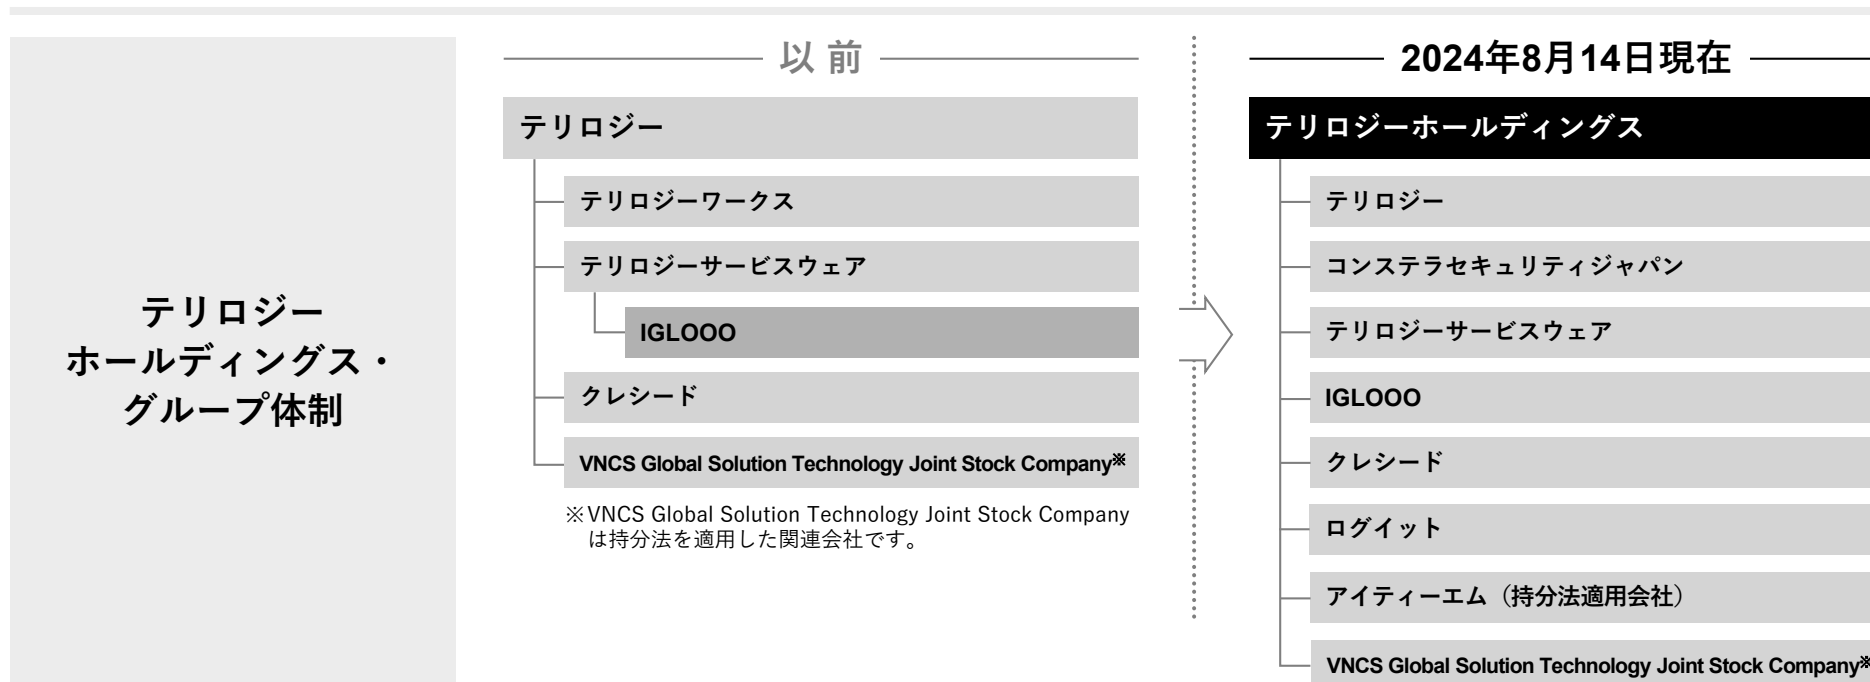 テリロジー
ホールディングス・
グループ体制
以前
テリロジー
テリロジーワークス
テリロジーサービスウェア
IGLOOO
クレシード
VNCS Global Solution Technology Joint Stock Company※
※VNCS Global Solution Technology Joint Stock Company
は持分法を適用した関連会社です。
2024年8月14日現在
テリロジーホールディングス
テリロジー
コンステラセキュリティジャパン
テリロジーサービスウェア
IGLOOO
クレシード
ログイット
アイティーエム（持分法適用会社）
VNCS Global Solution Technology Joint Stock Company※